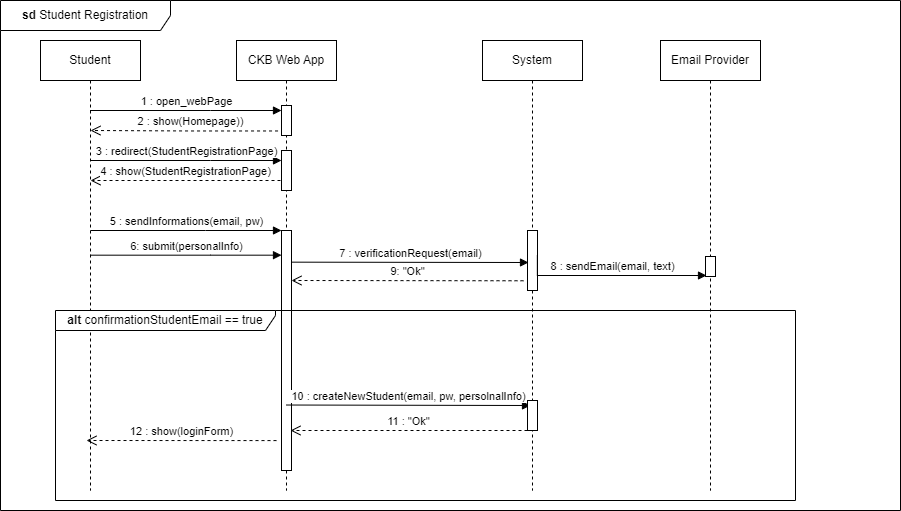 sd Student Registration
Student
CKB Web App
System
Email Provider
1 : open_webPage
2 : show(Homepage))
3 : redirect(StudentRegistrationPage)
4 : show(StudentRegistrationPage)
5 : sendInformations(email, pw)
6: submit(personalInfo)
7 : verificationRequest(email)
8 : sendEmail(email, text)
9: "Ok"
alt confirmationStudentEmail == true
10 : createNewStudent(email, pw, persolnalInfo)
11 : "Ok"
12 : show(loginForm)